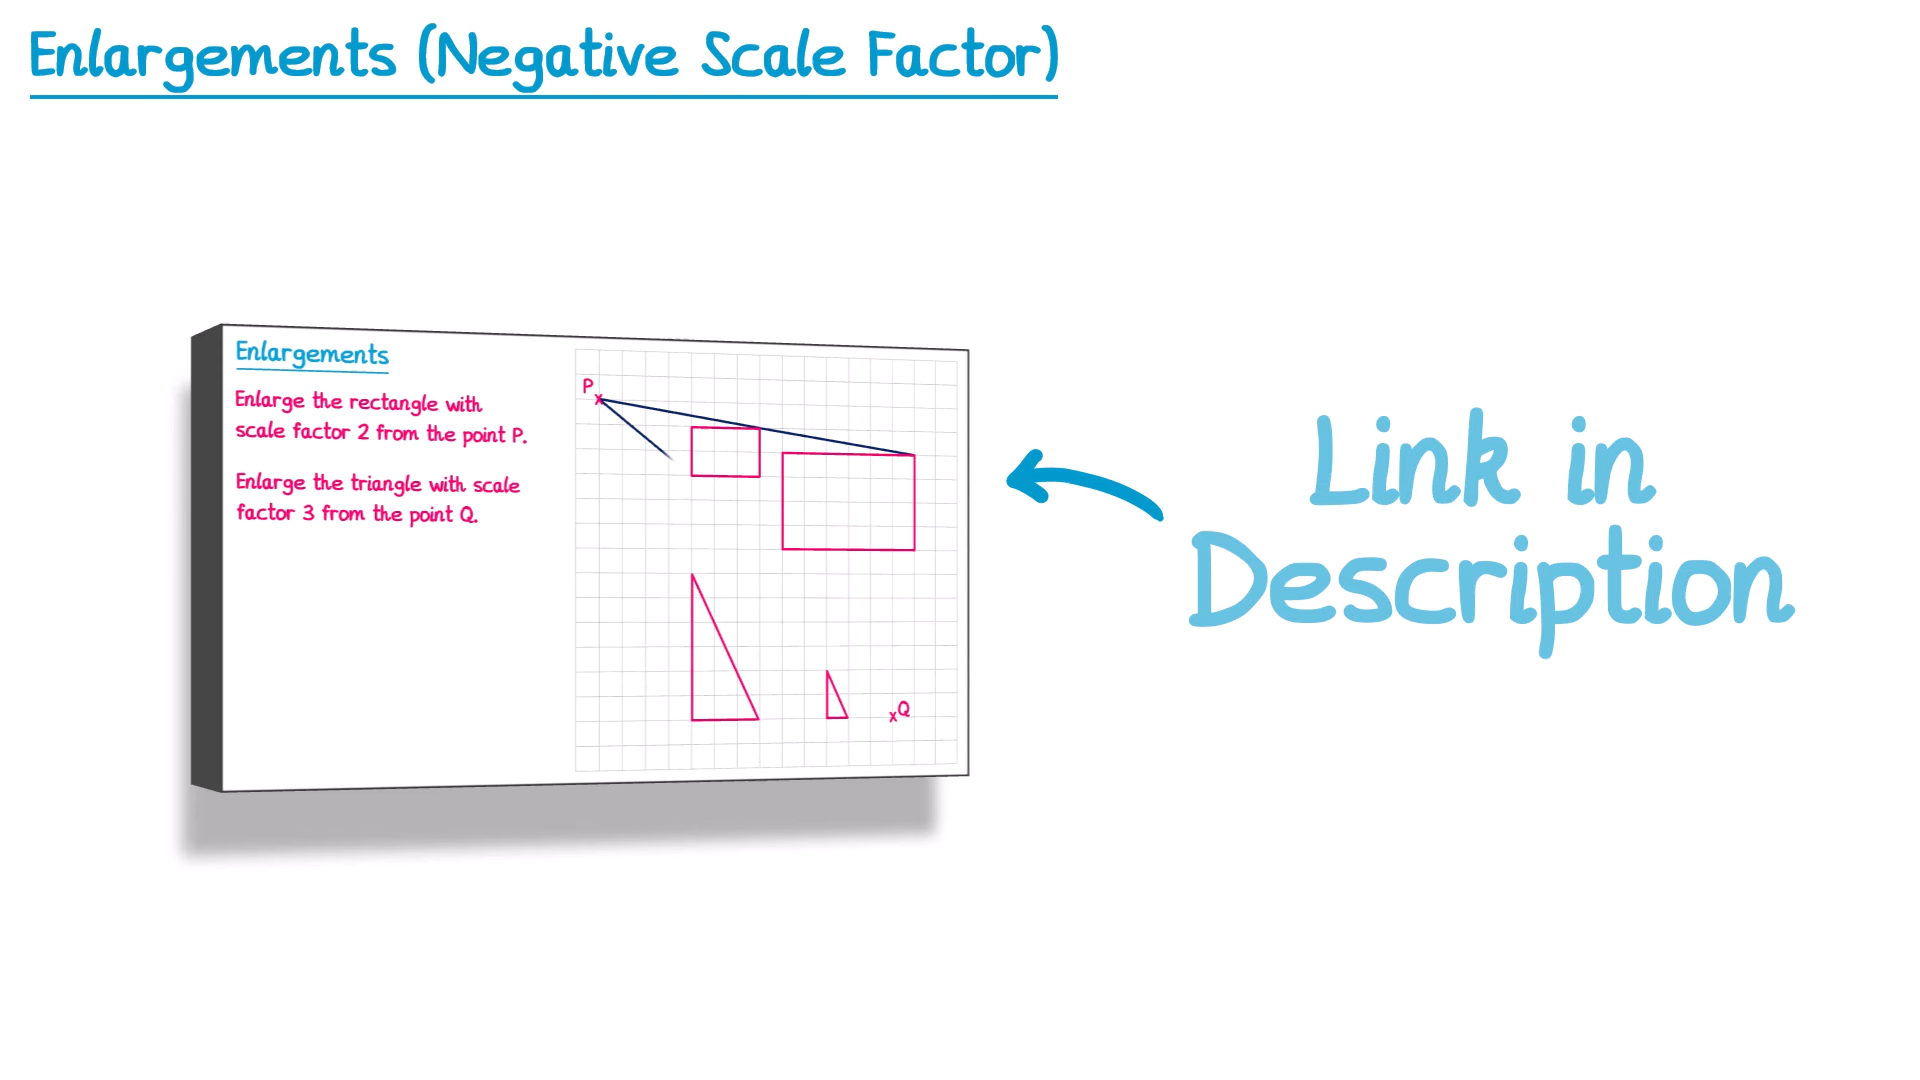 Enlargements (Negative Scale Factor)
Enlargements
Enlarge the rectangle with
scale factor 2 from the point P.
Enlarge the triangle with scale
factor 3 from the point Q.
P
x
xQ
Link in
Description